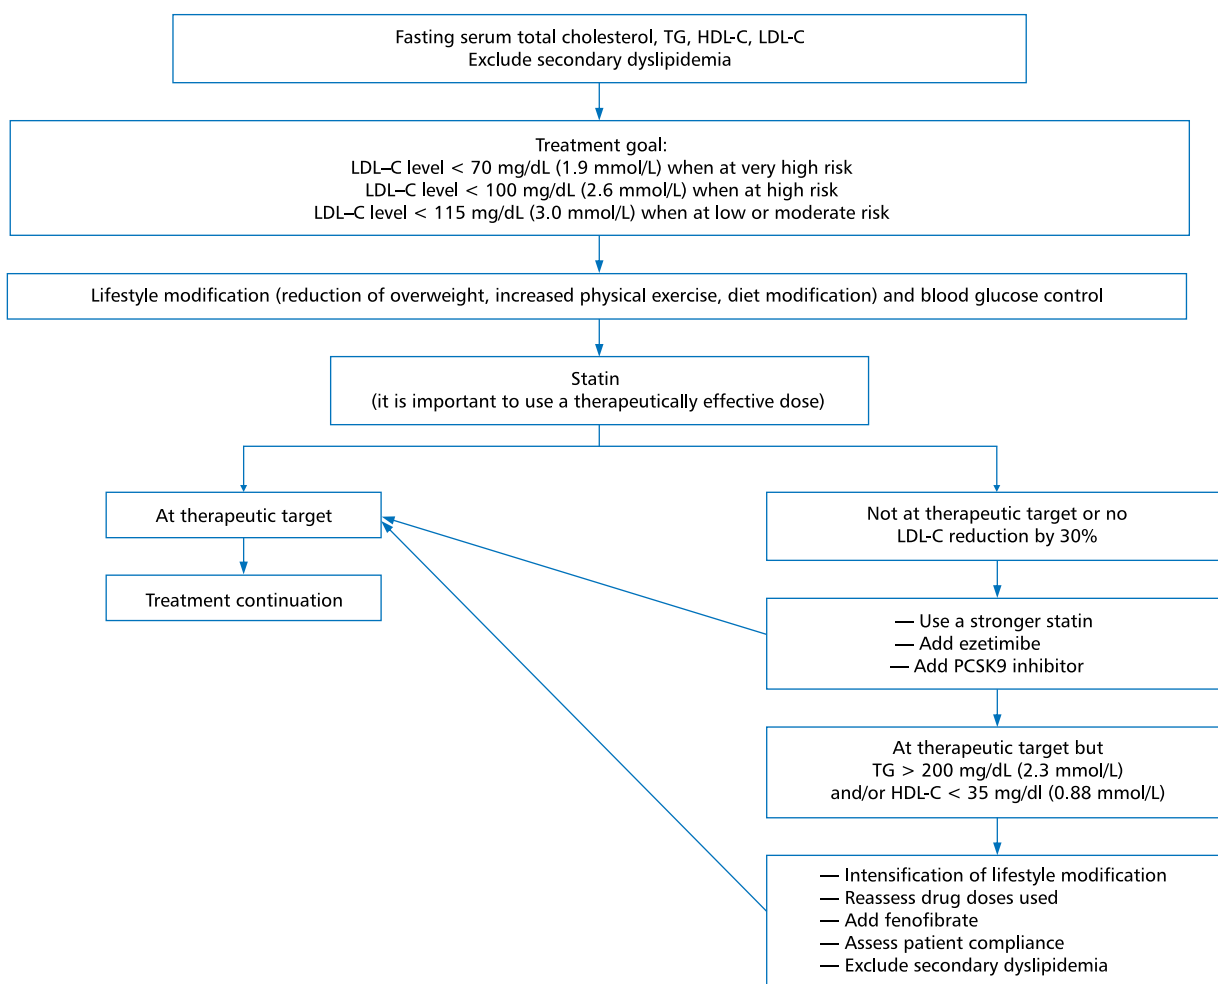 Fasting serum total cholesterol, TG, HDL-C, LDL-C
Exclude secondary dyslipidemia
Treatment goal:
LDL–C level < 70 mg/dL (1.9 mmol/L) when at very high risk
LDL–C level < 100 mg/dL (2.6 mmol/L) when at high risk
LDL–C level < 115 mg/dL (3.0 mmol/L) when at low or moderate risk
Lifestyle modification (reduction of overweight, increased physical exercise, diet modification) and blood glucose control
Statin
(it is important to use a therapeutically effective dose)
At therapeutic target
Treatment continuation
Not at therapeutic target or no
LDL-C reduction by 30%
— Use a stronger statin
— Add ezetimibe
— Add PCSK9 inhibitor
At therapeutic target but
TG > 200 mg/dL (2.3 mmol/L)
and/or HDL-C < 35 mg/dl (0.88 mmol/L)
— Intensification of lifestyle modification
— Reassess drug doses used
— Add fenofibrate
— Assess patient compliance
— Exclude secondary dyslipidemia